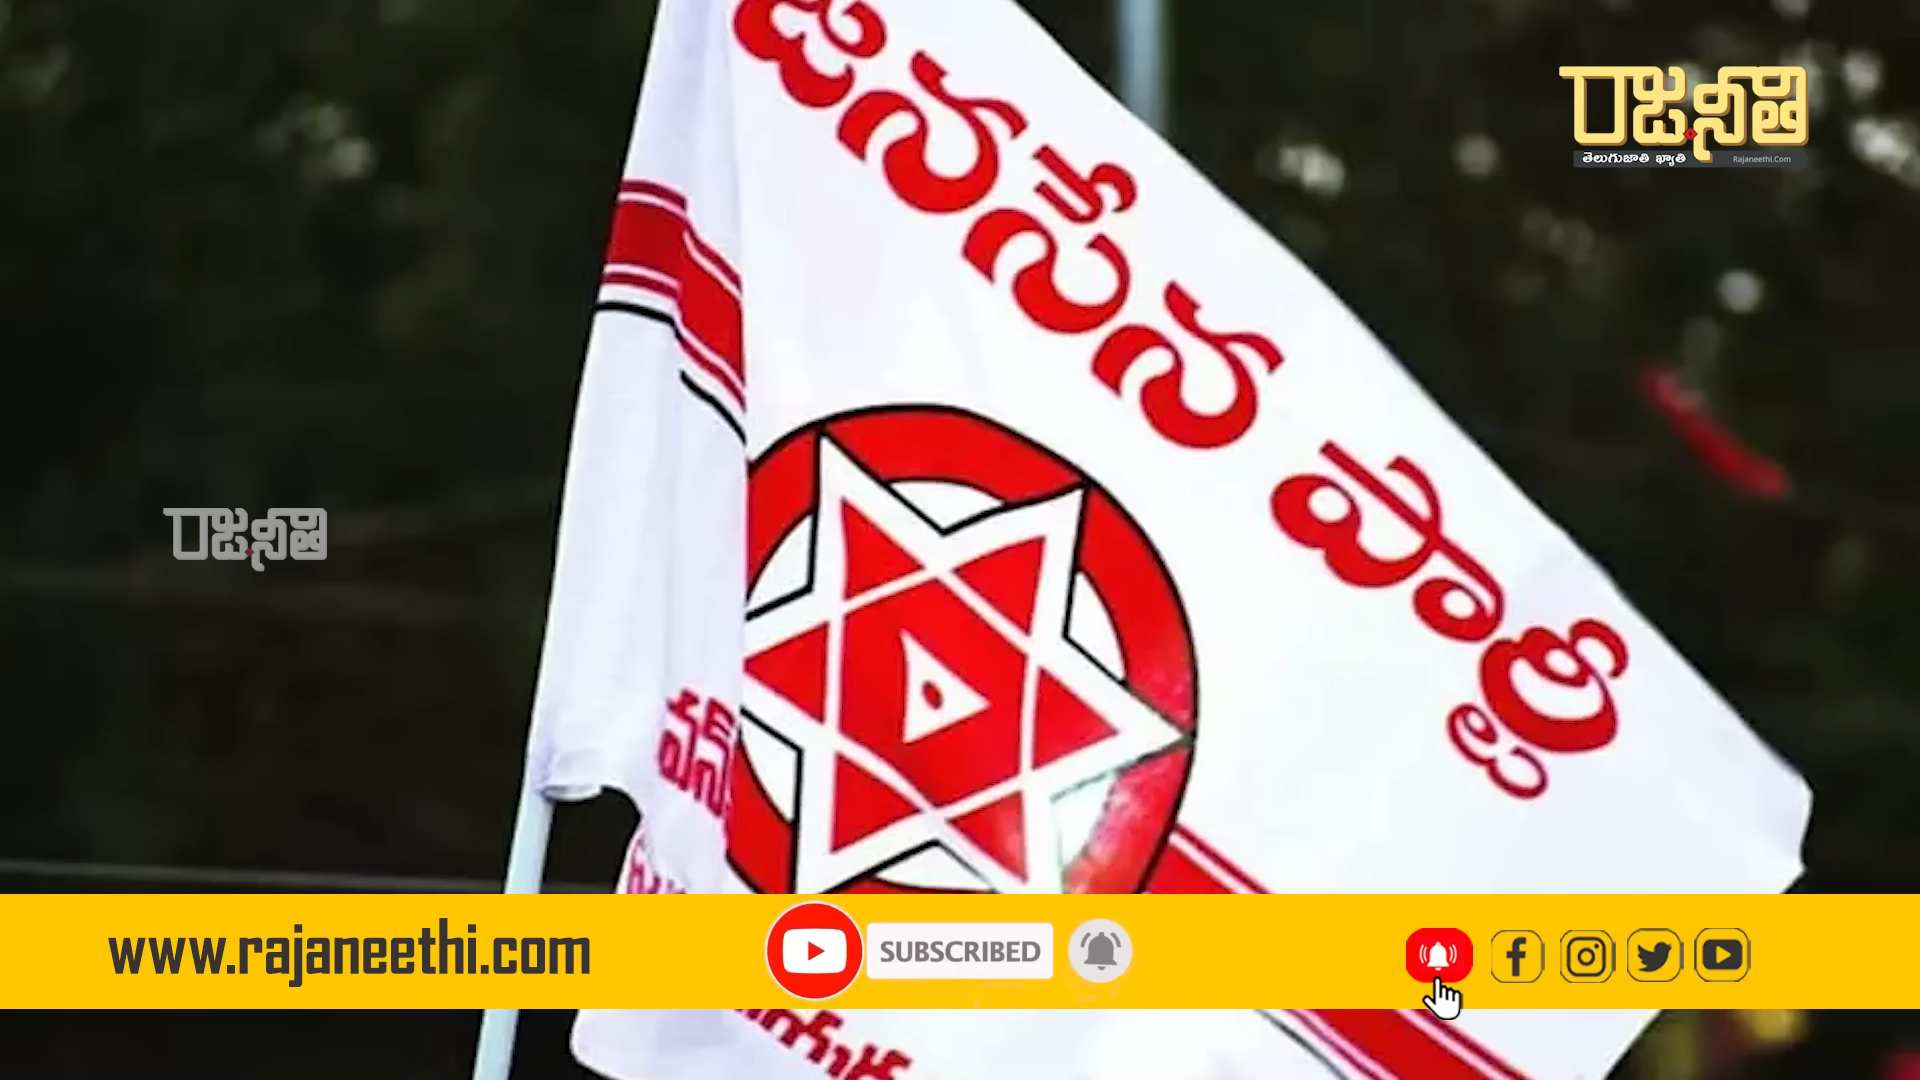 జనసేన పార్టీ
రాజనీతి
తెలుగుజాతి ఖ్యాతి
Rajaneethi.Com
రాజనీతి
www.rajaneethi.com
SUBSCRIBED